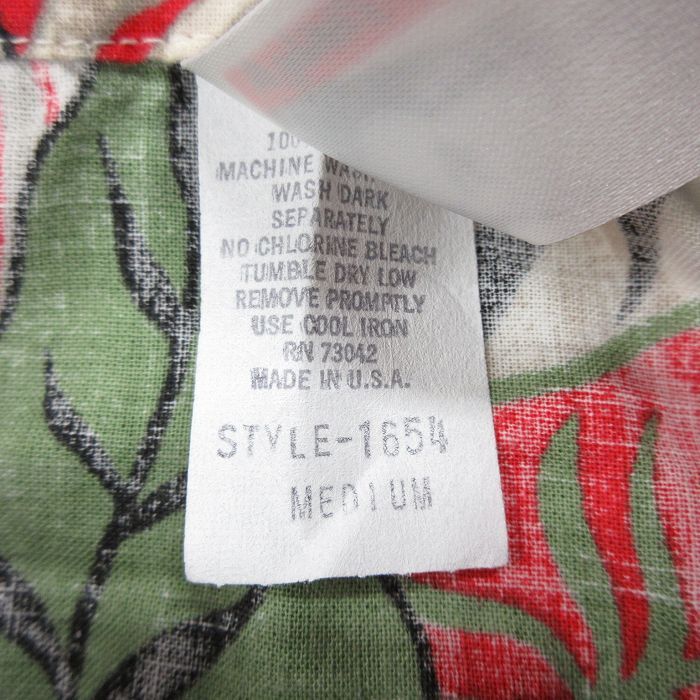 MACHINE WASH
WASH DARK
SEPARATELY
NO CHLORINE BLEACH
TUMBLE DRY LOW
REMOVE PROMPTLY
USE COOL IRON
RN 73042
MADE IN U.S.A.
STYLE-1654
MEDIUM